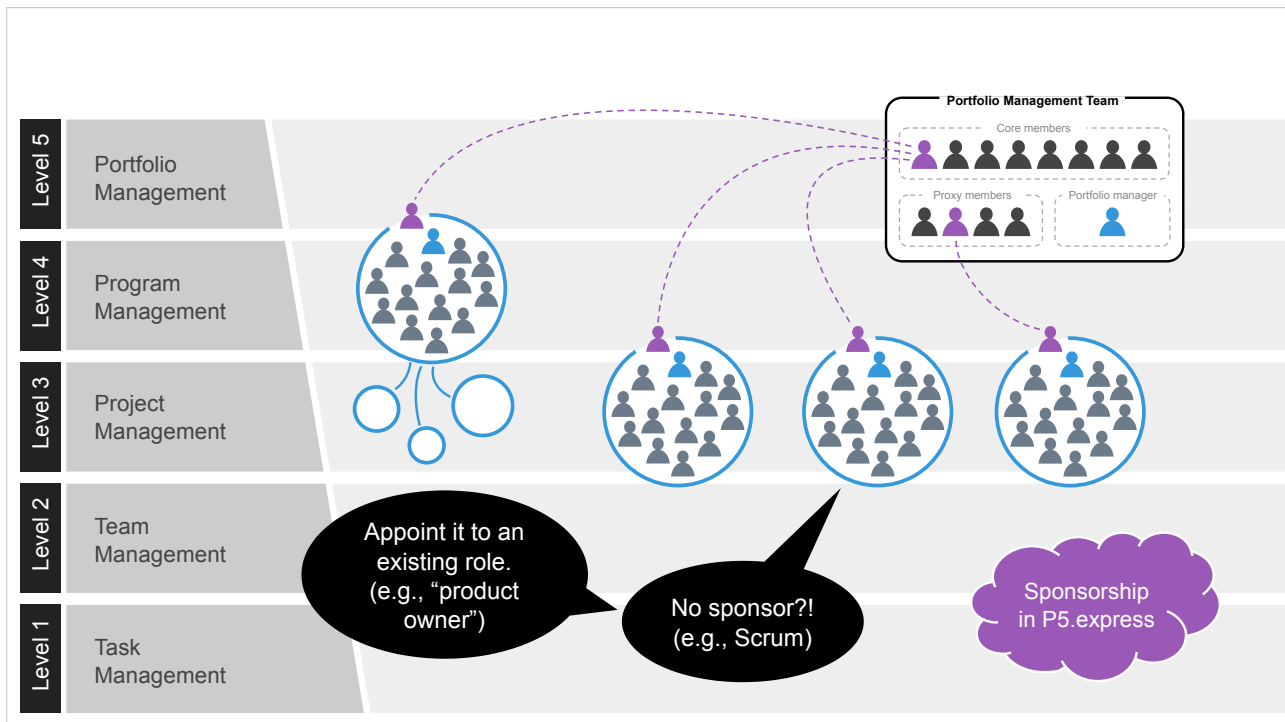 Portfolio Management Team
Core members
Proxy members
Portfolio manager
Level 5
Portfolio
Management
Level 4
Program
Management
Level 3
Project
Management
Level 2
Team
Management
Level 1
Task
Management
Appoint it to an
existing role.
(e.g., “product
owner”)
No sponsor?!
(e.g., Scrum)
Sponsorship
in P5.express